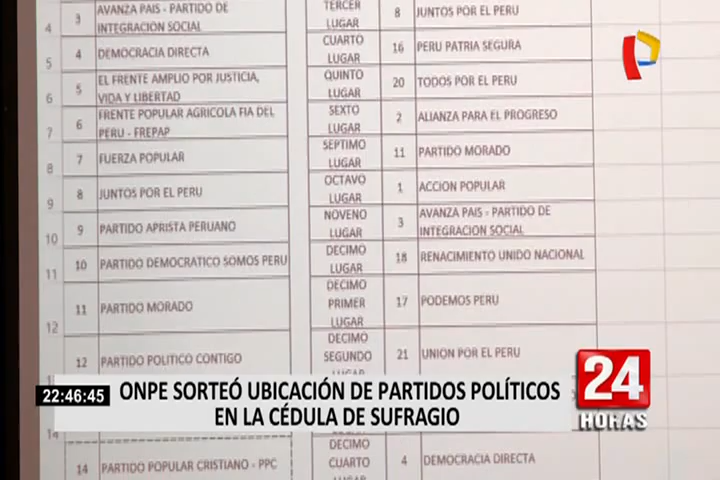 TERCER
4 3 AVANZA PAIS - PARTIDO DE
INTEGRACION SOCIAL
LUGAR 8 JUNTOS POR EL PERU
5 4 DEMOCRACIA DIRECTA
CUARTO
LUGAR 16 PERU PATRIA SEGURA
6 5 EL FRENTE AMPLIO POR JUSTICIA,
VIDA Y LIBERTAD
QUINTO
LUGAR 20 TODOS POR EL PERU
7 6 FRENTE POPULAR AGRICOLA FIA DEL
PERU - FREPAP
SEXTO
LUGAR 2 ALIANZA PARA EL PROGRESO
8 7 FUERZA POPULAR
SEPTIMO
LUGAR 11 PARTIDO MORADO
9 8 JUNTOS POR EL PERU
OCTAVO
LUGAR 1 ACCION POPULAR
10 9 PARTIDO APRISTA PERUANO
NOVENO
LUGAR 3 AVANZA PAIS - PARTIDO DE
INTEGRACION SOCIAL
11 10 PARTIDO DEMOCRATICO SOMOS PERU
DECIMO
LUGAR 18 RENACIMIENTO UNIDO NACIONAL
12 11 PARTIDO MORADO
DECIMO
PRIMER
LUGAR 17 PODEMOS PERU
12 PARTIDO POLITICO CONTIGO
DECIMO
SEGUNDO
LUGAR 21 UNION POR EL PERU
22:46:45
ONPE SORTEÓ UBICACIÓN DE PARTIDOS POLÍTICOS
EN LA CÉDULA DE SUFRAGIO
24
HORAS
14
14 PARTIDO POPULAR CRISTIANO - PPC
DECIMO
CUARTO
LUGAR 4 DEMOCRACIA DIRECTA